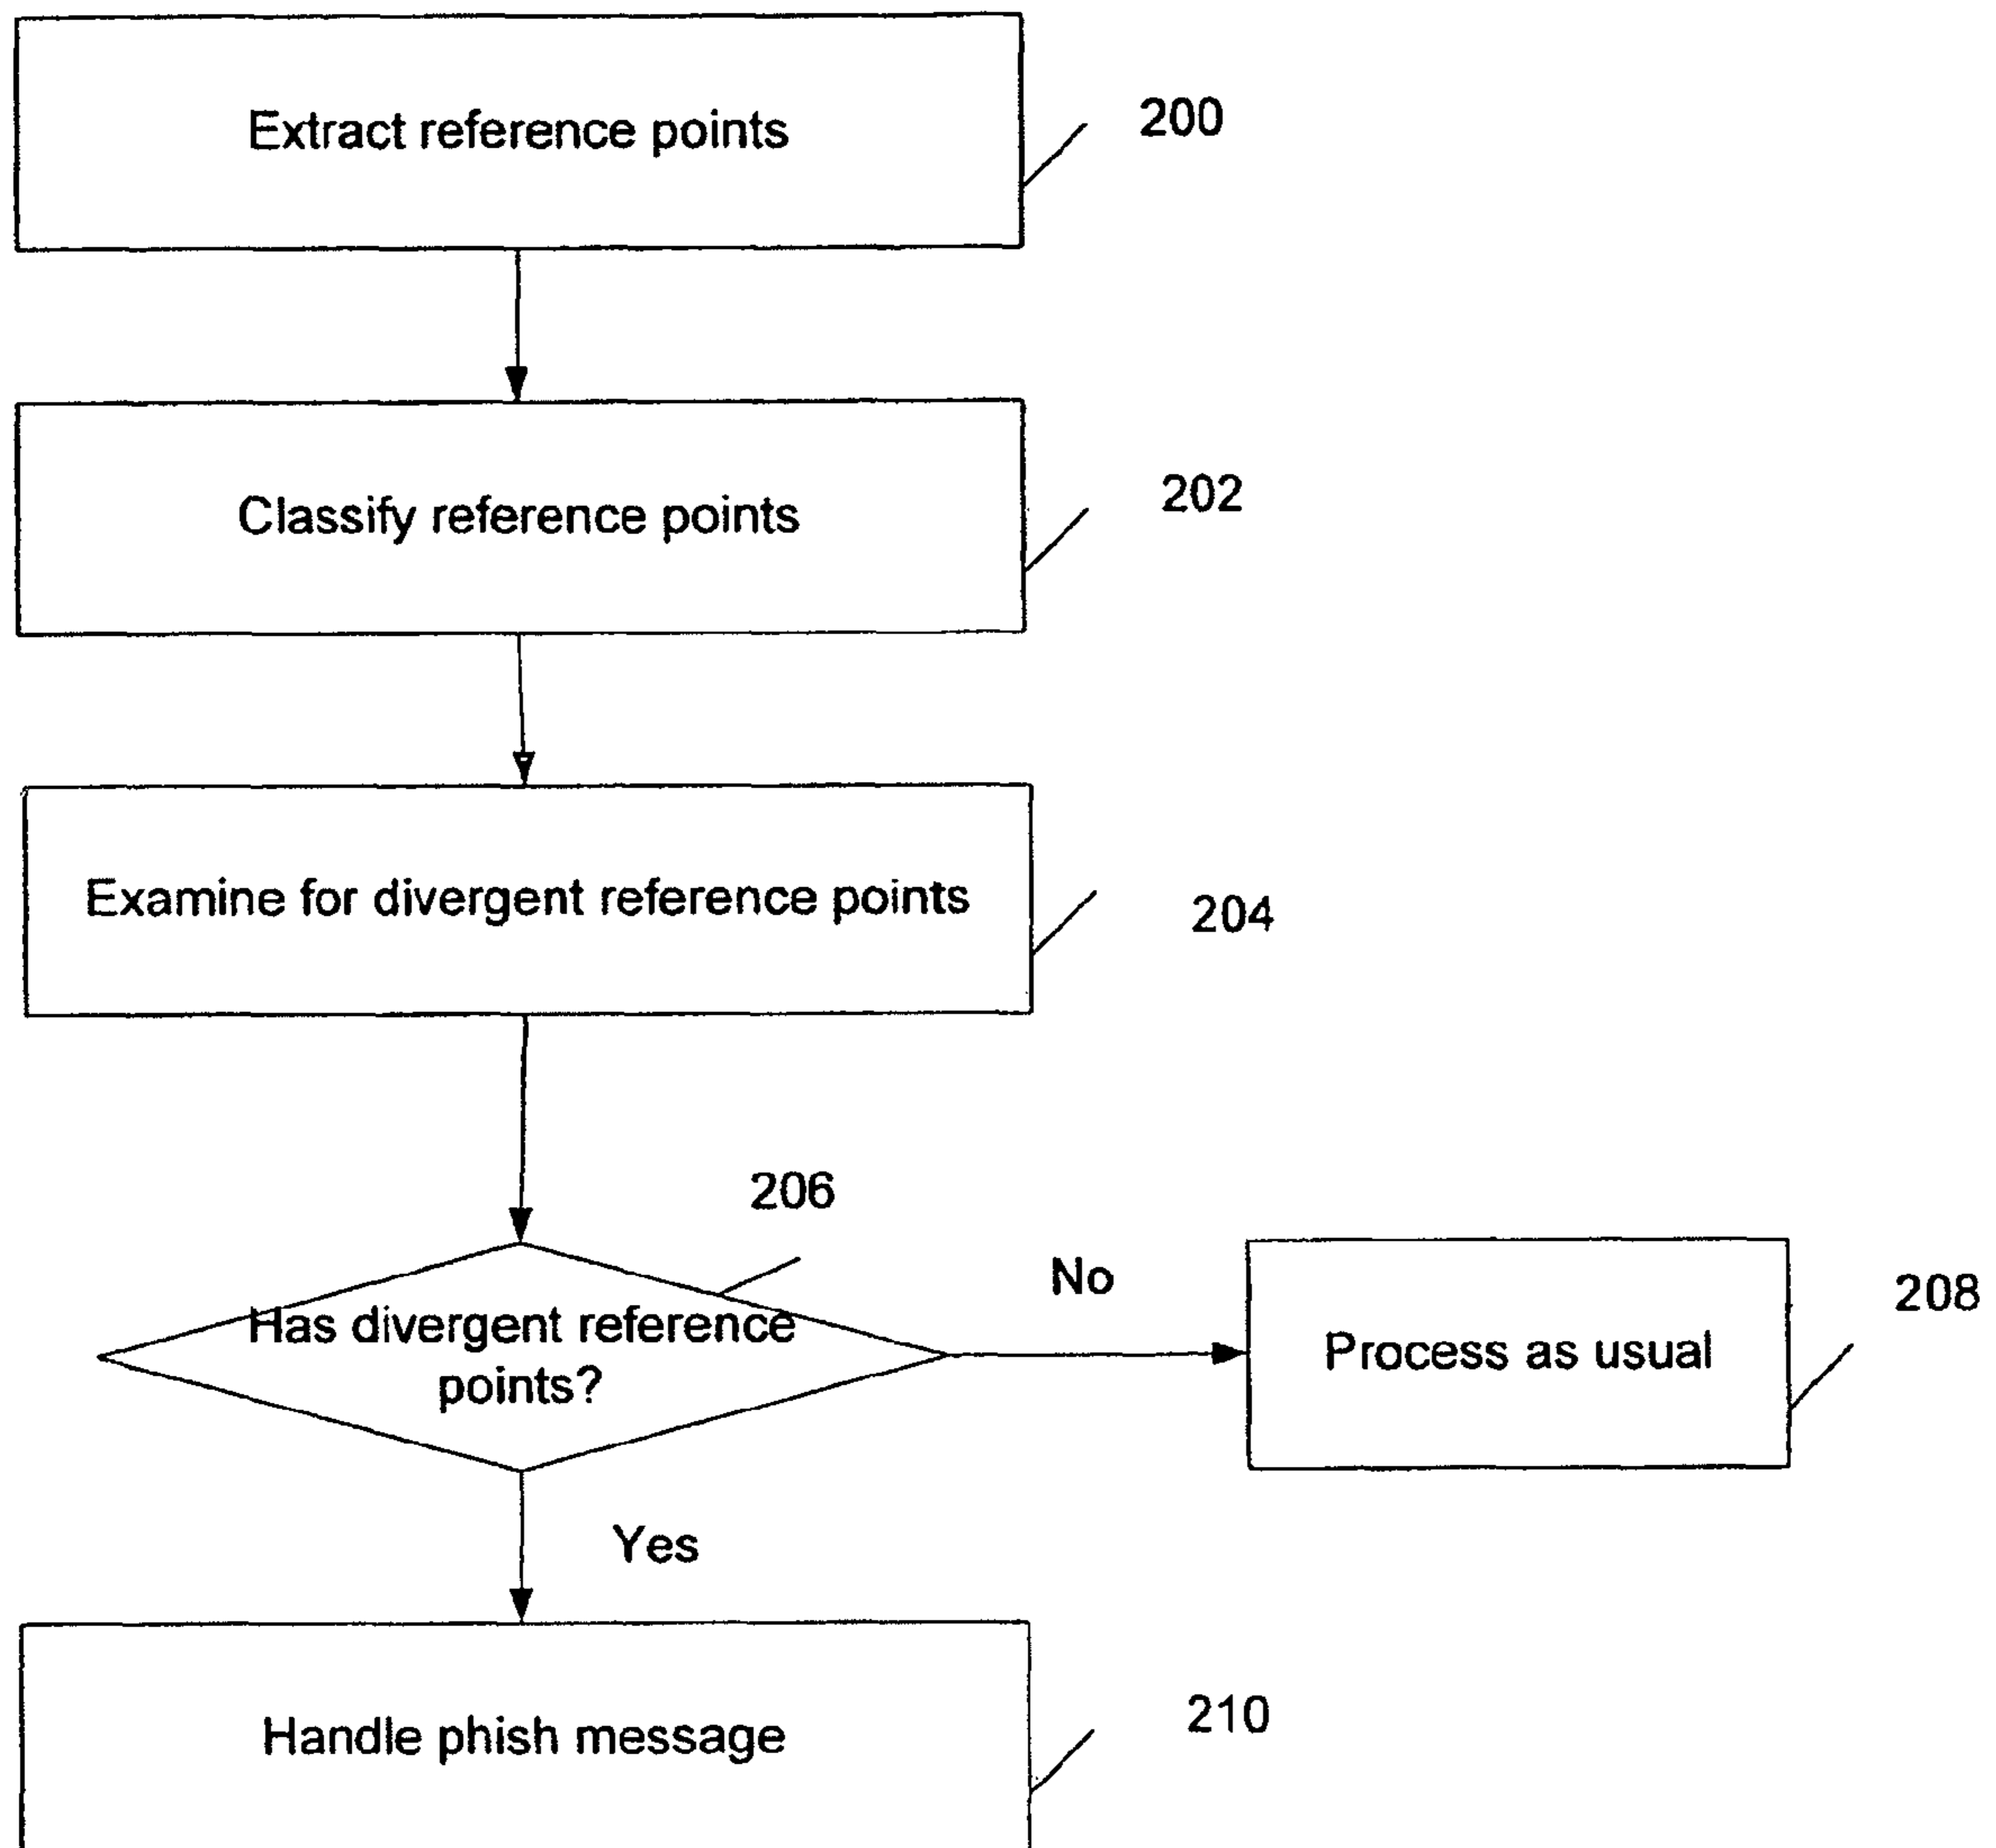 Extract reference points
200
Classify reference points
202
Examine for divergent reference points
204
206
Has divergent reference
points?
No
Process as usual
208
Yes
Handle phish message
210